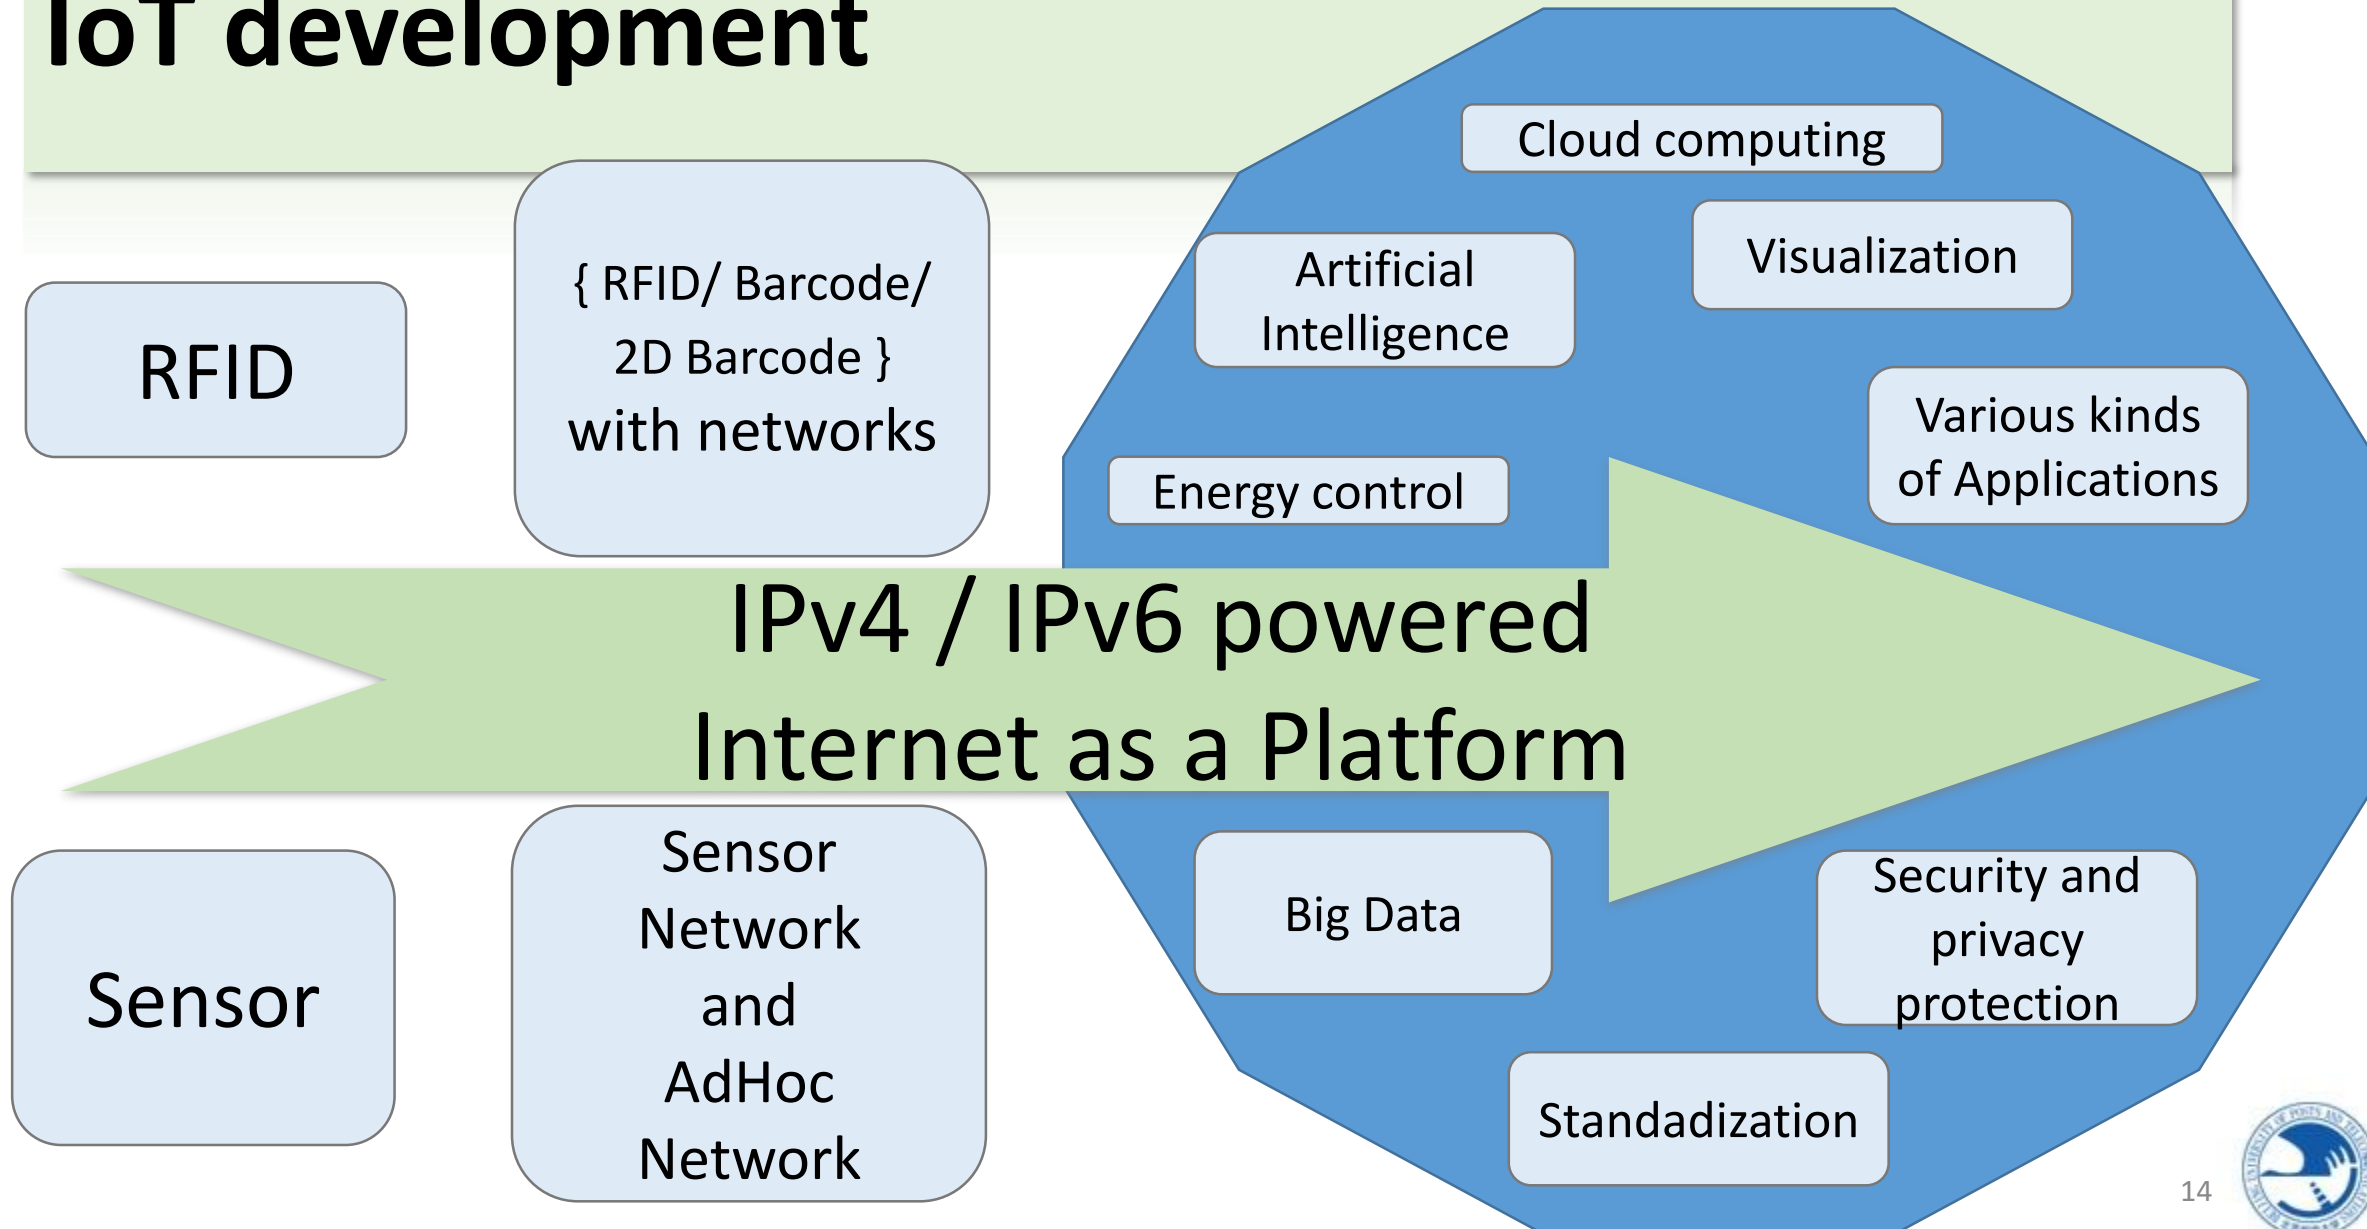 IoT development
Cloud computing
Visualization
Artificial
Intelligence
{ RFID/ Barcode/
2D Barcode }
with networks
RFID
Various kinds
of Applications
Energy control
IPv4 / IPv6 powered
Internet as a Platform
Sensor
Sensor
Network
and
AdHoc
Network
Big Data
Security and
privacy
protection
Standadization
14